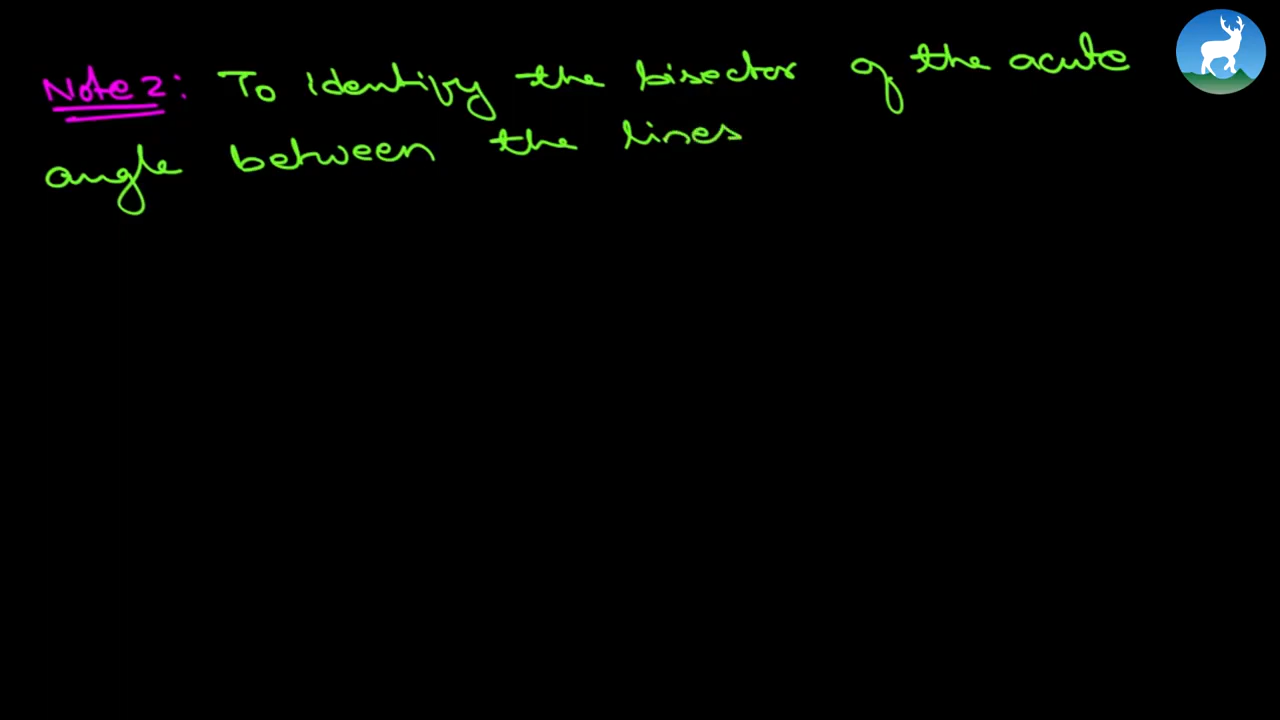 Note 2: To identify the bisector of the acute
angle between the lines